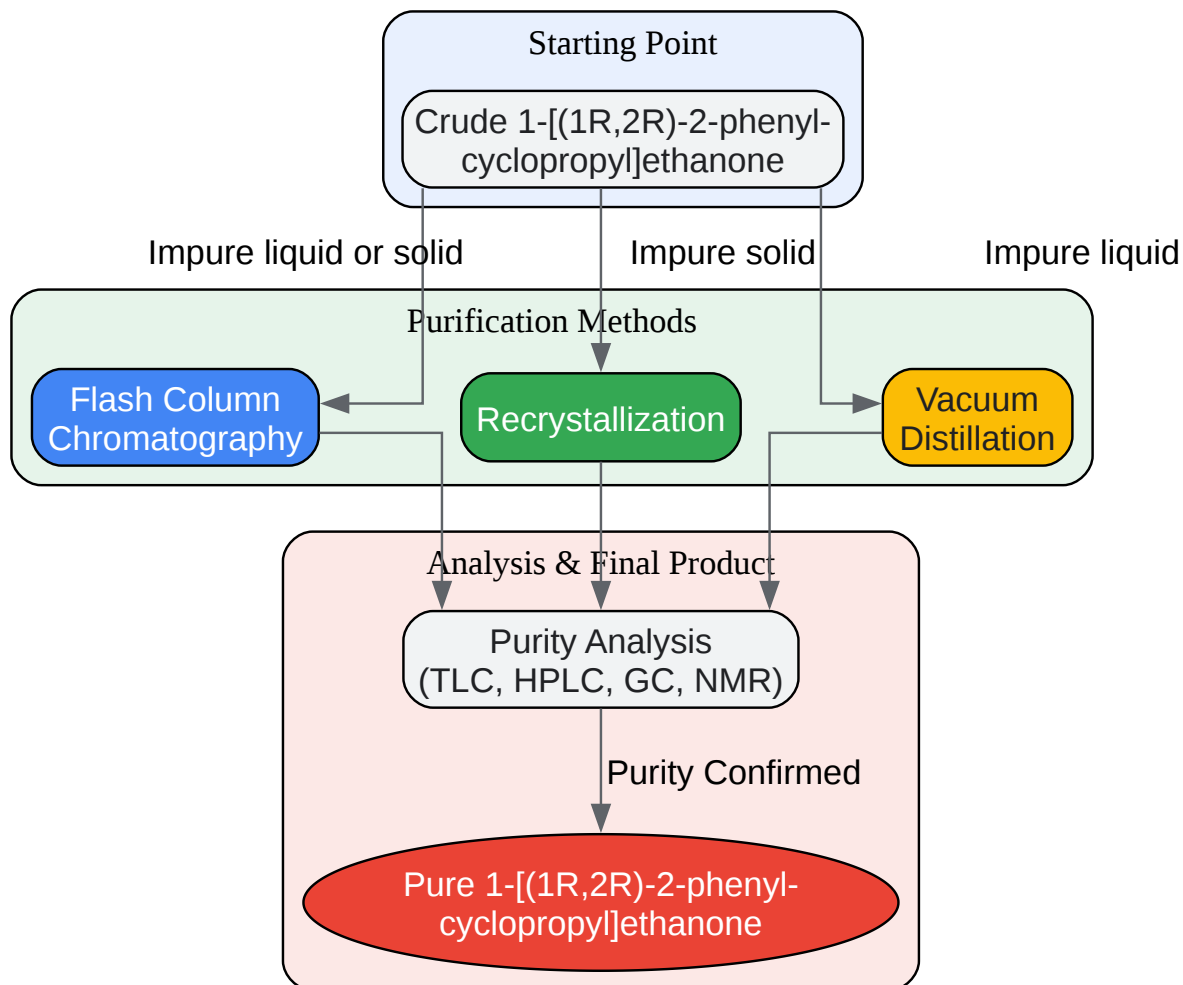 Starting Point
Crude 1-[(1R,2R)-2-phenyl-
cyclopropyl]ethanone
Impure liquid or solid
Impure solid
Impure liquid
Purification Methods
Flash Column
Chromatography
Recrystallization
Vacuum
Distillation
Analysis & Final Product
Purity Analysis
(TLC, HPLC, GC, NMR)
Purity Confirmed
Pure 1-[(1R,2R)-2-phenyl-
cyclopropyl]ethanone